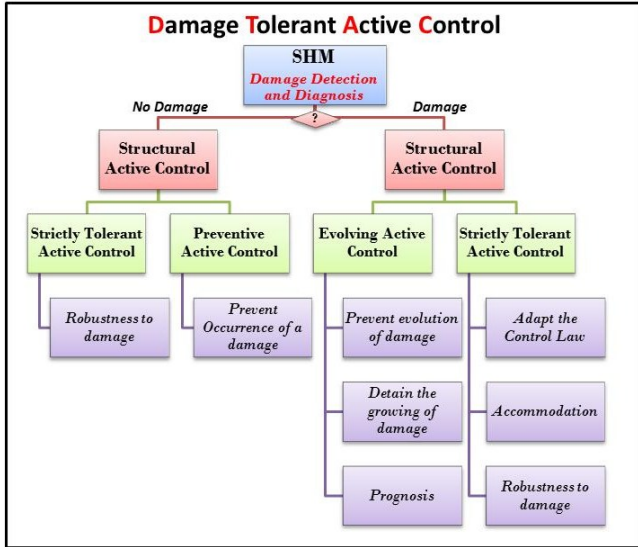 Damage Tolerant Active Control
SHM
Damage Detection
and Diagnosis
No Damage
?
Damage
Structural
Active Control
Structural
Active Control
Strictly Tolerant
Active Control
Preventive
Active Control
Evolving Active
Control
Strictly Tolerant
Active Control
Robustness to
damage
Prevent
Occurrence of a
damage
Prevent evolution
of damage
Adapt the
Control Law
Detain the
growing of
damage
Accommodation
Prognosis
Robustness to
damage